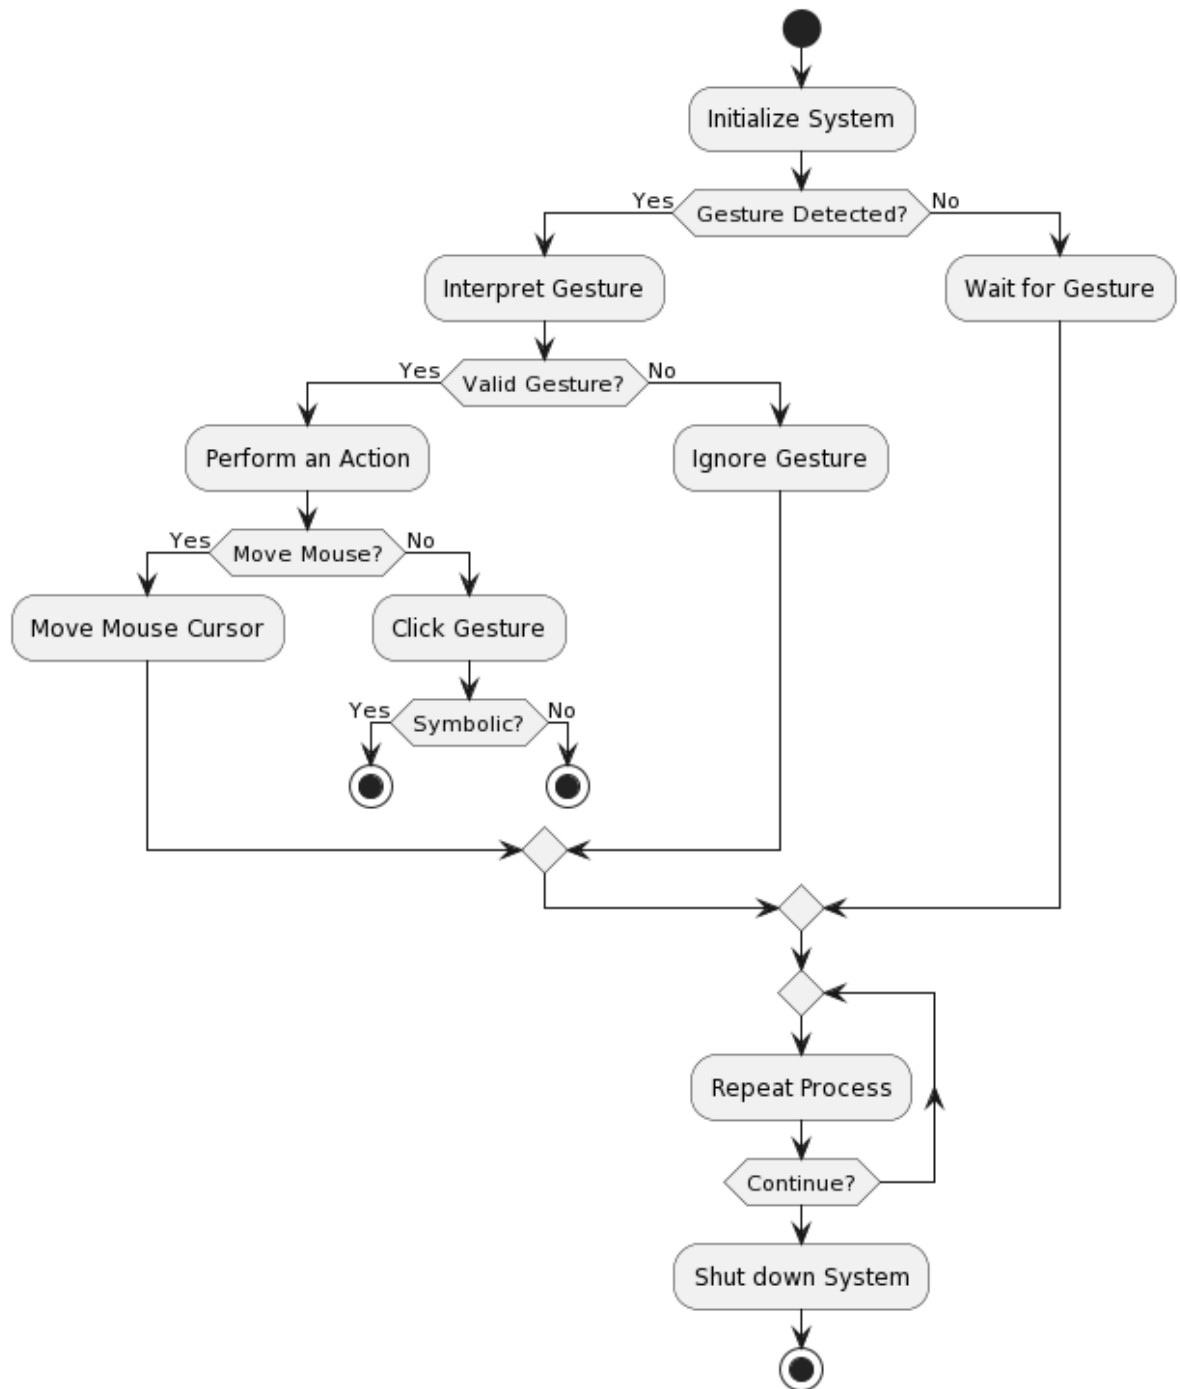 Initialize System
Yes
Gesture Detected?
No
Interpret Gesture
Wait for Gesture
Yes
Valid Gesture?
No
Perform an Action
Ignore Gesture
Yes
Move Mouse?
No
Move Mouse Cursor
Click Gesture
Yes
Symbolic?
No
Repeat Process
Continue?
Shut down System